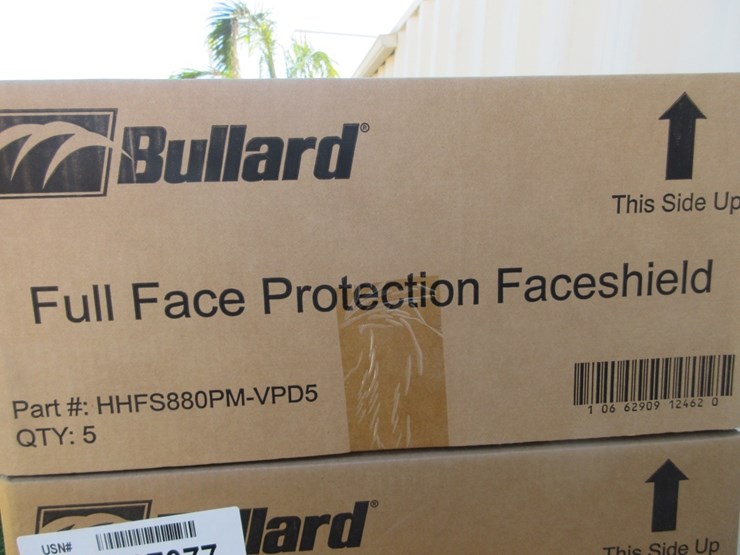 Bullard®
This Side Up
Full Face Protection Faceshield
Part #: HHFS880PM-VPD5
QTY: 5
1 06 62909 12462 0
lard®
USN#
This Side Up